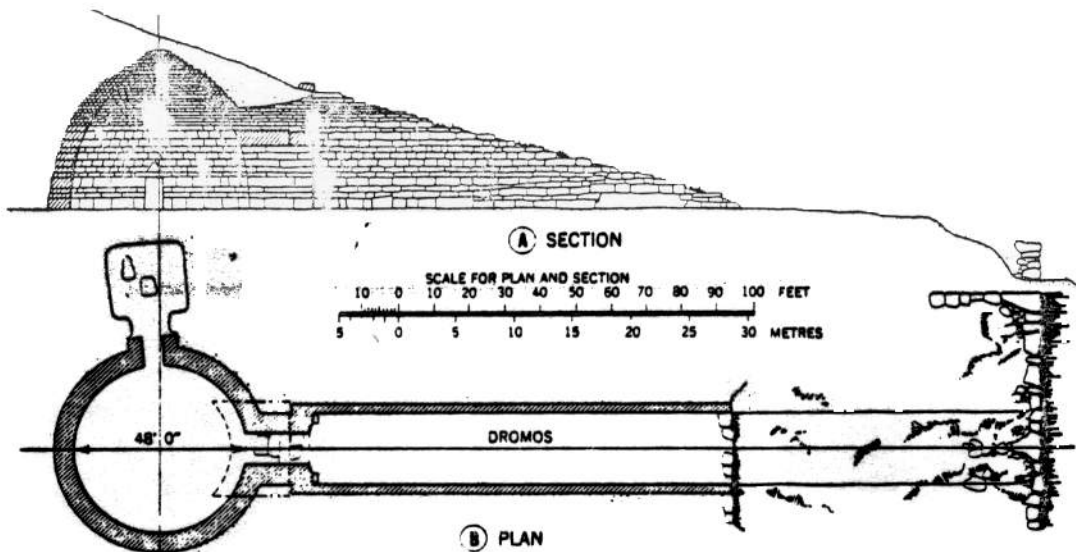 A SECTION
SCALE FOR PLAN AND SECTION
10 0 10 20 30 40 50 60 70 80 90 100 FEET
5 0 5 10 15 20 25 30 METRES
48' 0"
DROMOS
B PLAN